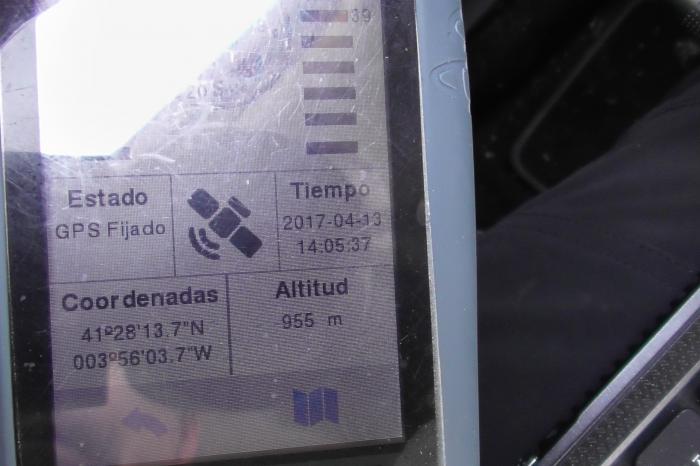 39
20 S
Estado
GPS Fijado
Tiempo
2017-04-13
14:05:37
Coordenadas
41º28'13.7"N
003º56'03.7"W
Altitud
955 m